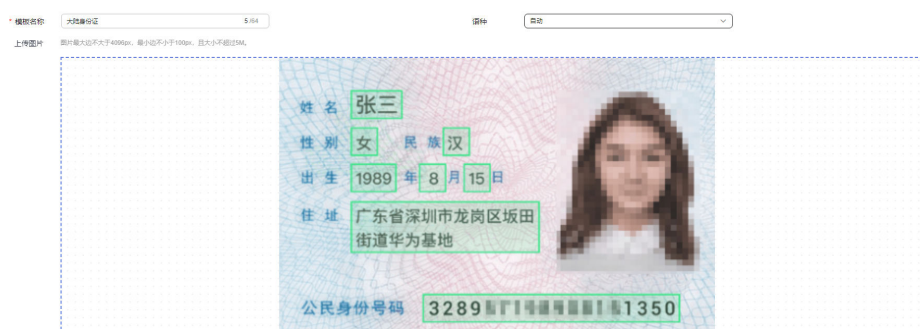 * 模板名称 大陆身份证 5/64 语种 自动
上传图片 图片最大边不大于4096px，最小边不小于100px，且大小不超过5M。
姓名 张三
性别 女 民族 汉
出生 1989 年 8 月 15 日
住址 广东省深圳市龙岗区坂田
街道华为基地
公民身份号码 3289 1350